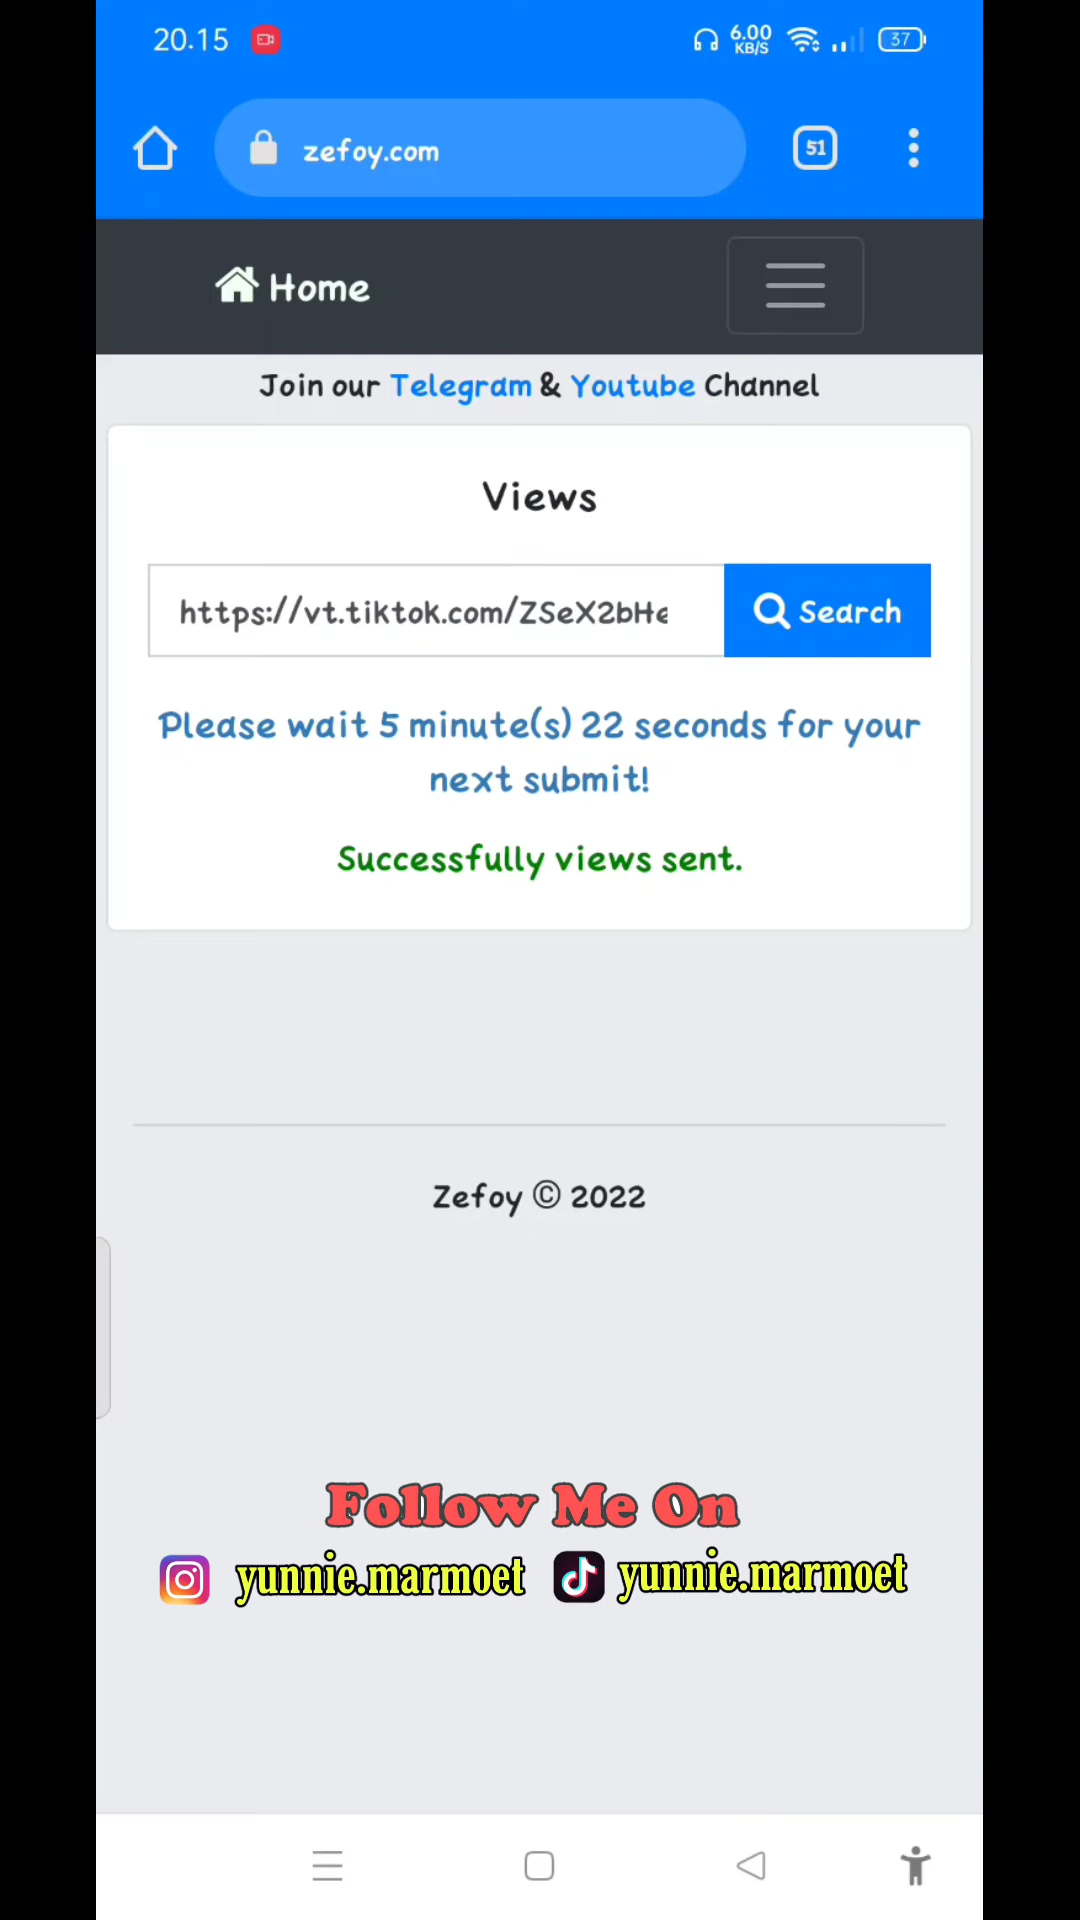 20.15 6.00 KB/S 37
zefoy.com 51
Home
Join our Telegram & Youtube Channel
Views
https://vt.tiktok.com/ZSeX2bHe Search
Please wait 5 minute(s) 22 seconds for your
next submit!
Successfully views sent.
Zefoy © 2022
Follow Me On
yunnie.marmoet yunnie.marmoet